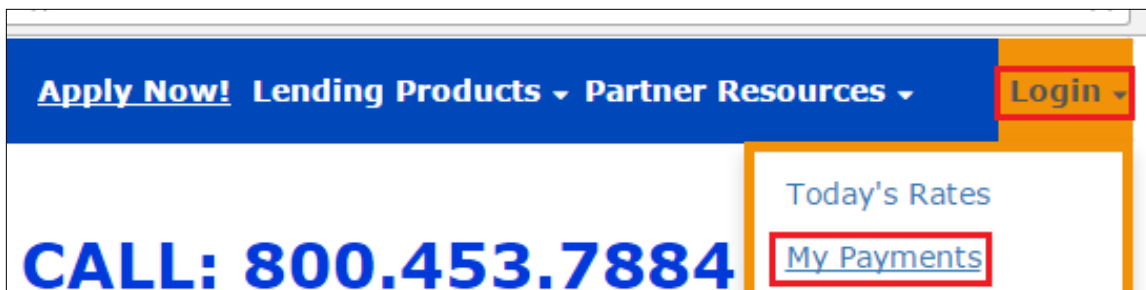 Apply Now! Lending Products Partner Resources Login
Today's Rates
CALL: 800.453.7884 My Payments